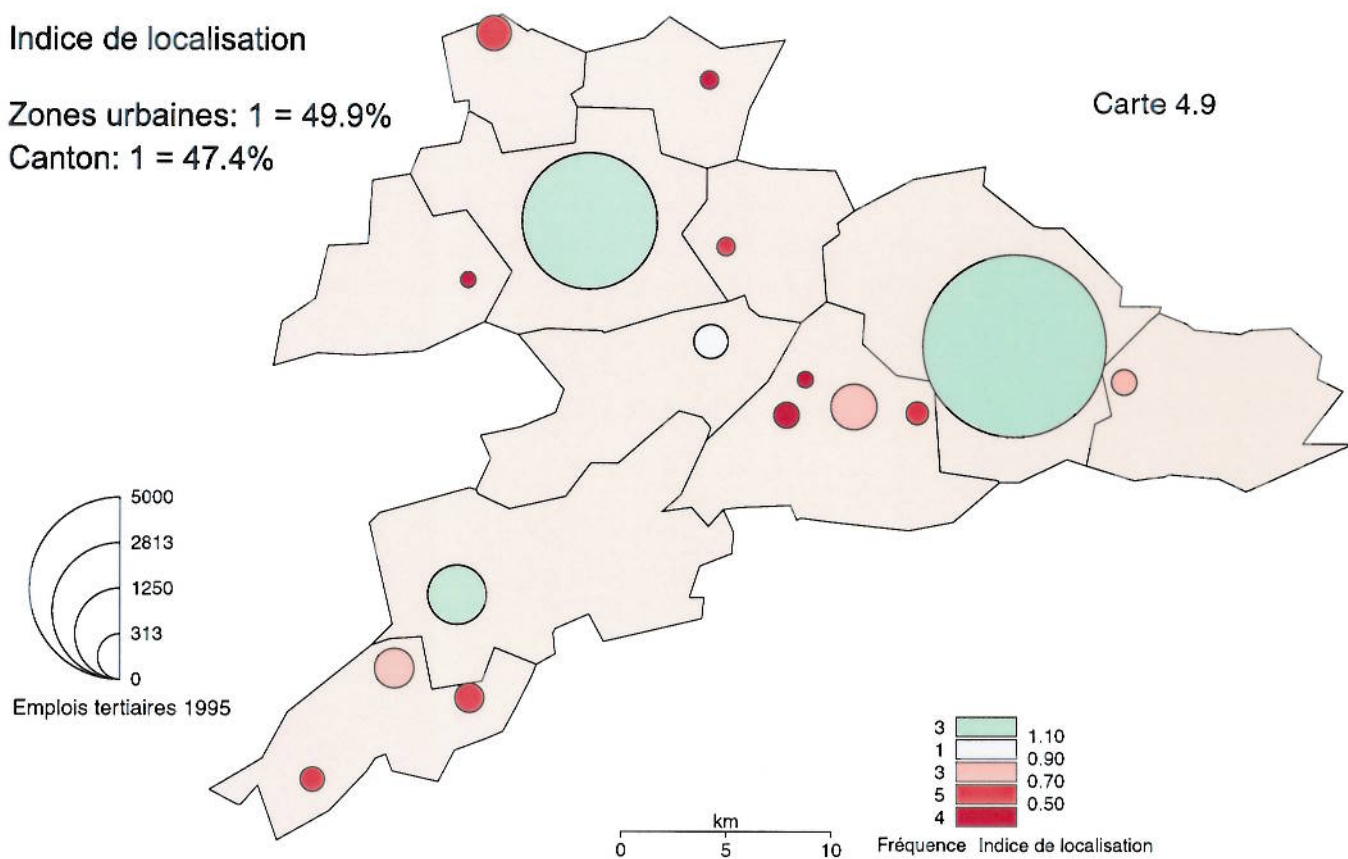 Indice de localisation
Zones urbaines: 1 = 49.9%
Canton: 1 = 47.4%
Carte 4.9
5000
2813
1250
313
0
Emplois tertiaires 1995
km
0 5 10
3
1.10
1
0.90
3
0.70
5
0.50
4
Fréquence Indice de localisation